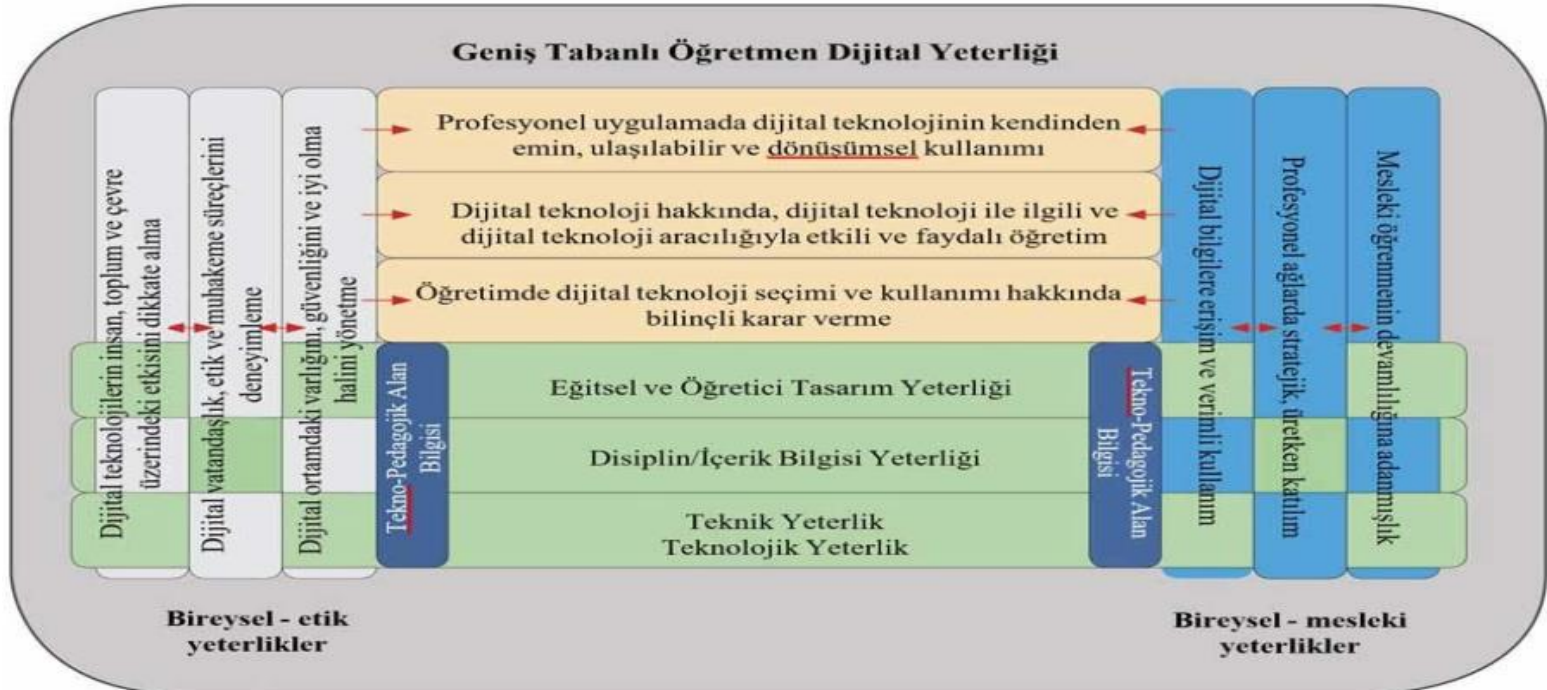 Geniş Tabanlı Öğretmen Dijital Yeterliği
Dijital teknolojilerin insan, toplum ve çevre
üzerindeki etkisini dikkate alma
Dijital vatandaşlık, etik ve muhakeme süreçlerini
deneyimleme
Dijital ortamdaki varlığını, güvenliğini ve iyi olma
halini yönetme
Profesyonel uygulamada dijital teknolojinin kendinden
emin, ulaşılabilir ve dönüşümsel kullanımı
Dijital teknoloji hakkında, dijital teknoloji ile ilgili ve
dijital teknoloji aracılığıyla etkili ve faydalı öğretim
Öğretimde dijital teknoloji seçimi ve kullanımı hakkında
bilinçli karar verme
Tekno-Pedagojik Alan
Bilgisi
Eğitsel ve Öğretici Tasarım Yeterliği
Disiplin/İçerik Bilgisi Yeterliği
Teknik Yeterlik
Teknolojik Yeterlik
Tekno-Pedagojik Alan
Bilgisi
Dijital bilgilere erişim ve verimli kullanım
Profesyonel ağlarda stratejik, üretken katılım
Mesleki öğrenmenin devamlılığına adanmışlık
Bireysel - etik
yeterlikler
Bireysel - mesleki
yeterlikler